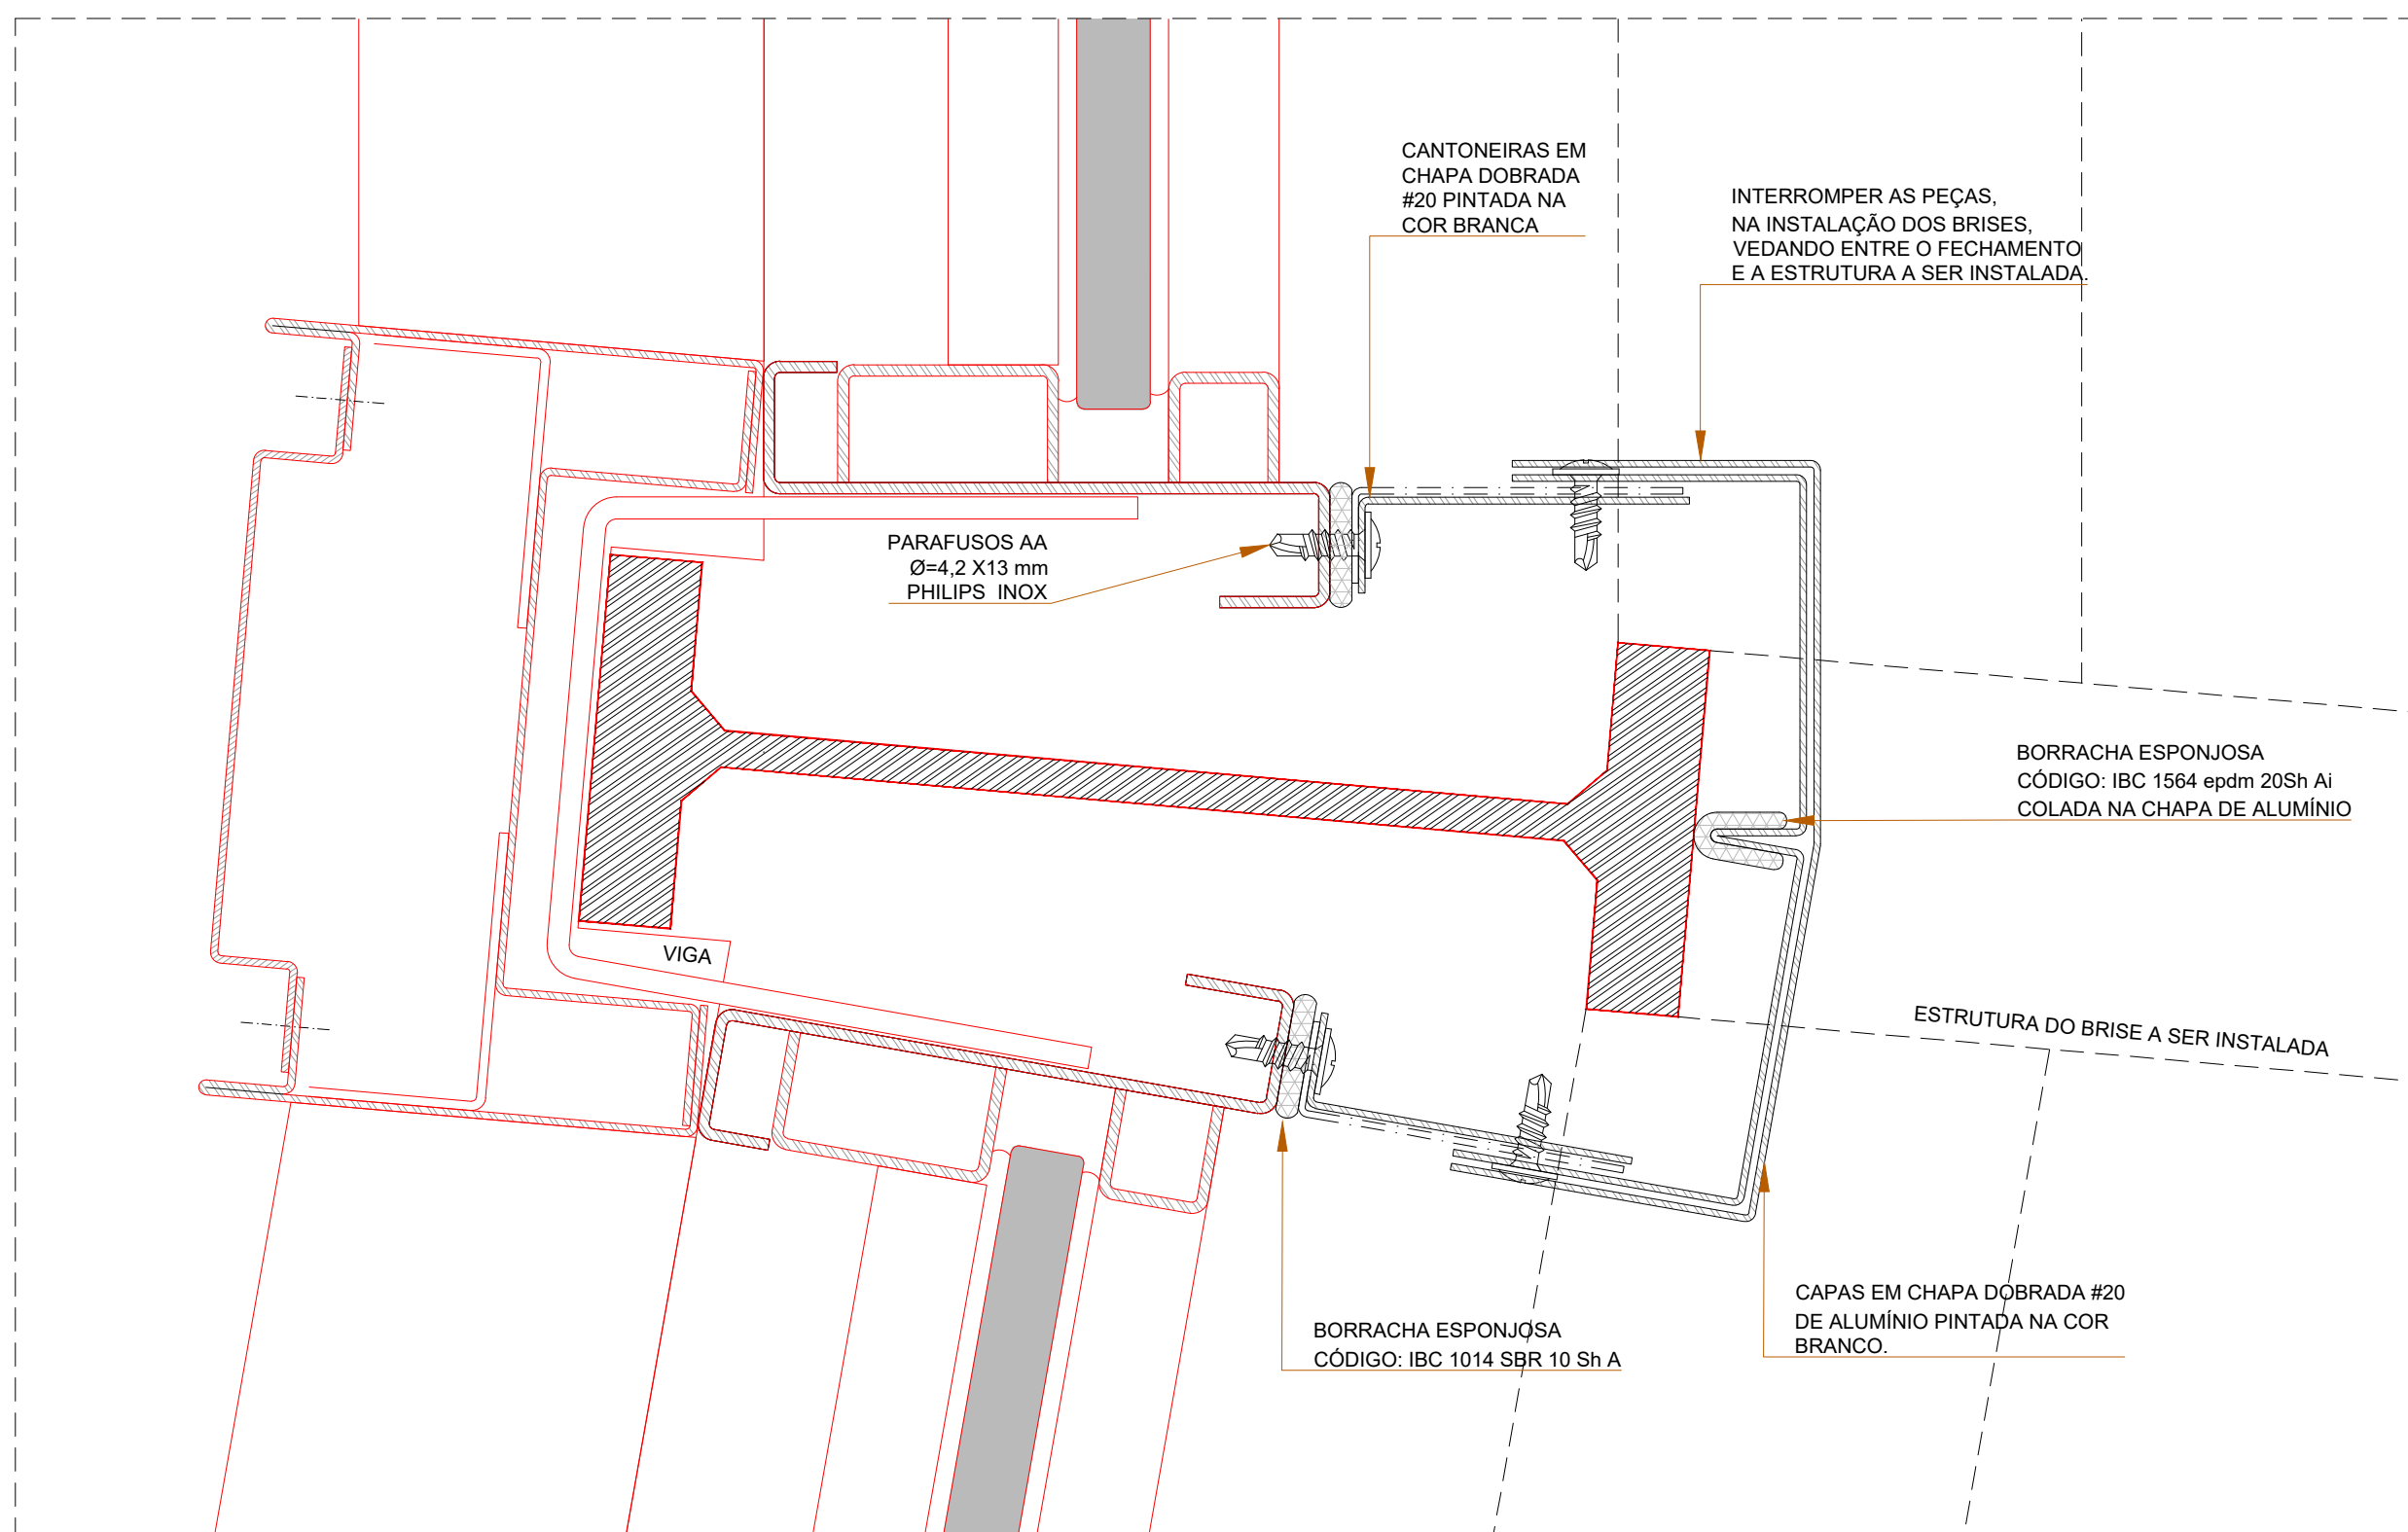 CANTONEIRAS EM
CHAPA DOBRADA
#20 PINTADA NA
COR BRANCA
INTERROMPER AS PEÇAS,
NA INSTALAÇÃO DOS BRISES,
VEDANDO ENTRE O FECHAMENTO
E A ESTRUTURA A SER INSTALADA.
PARAFUSOS AA
Ø=4,2 X13 mm
PHILIPS INOX
BORRACHA ESPONJOSA
CÓDIGO: IBC 1564 epdm 20Sh Ai
COLADA NA CHAPA DE ALUMÍNIO
VIGA
ESTRUTURA DO BRISE A SER INSTALADA
CAPAS EM CHAPA DOBRADA #20
DE ALUMÍNIO PINTADA NA COR
BRANCO.
BORRACHA ESPONJOSA
CÓDIGO: IBC 1014 SBR 10 Sh A